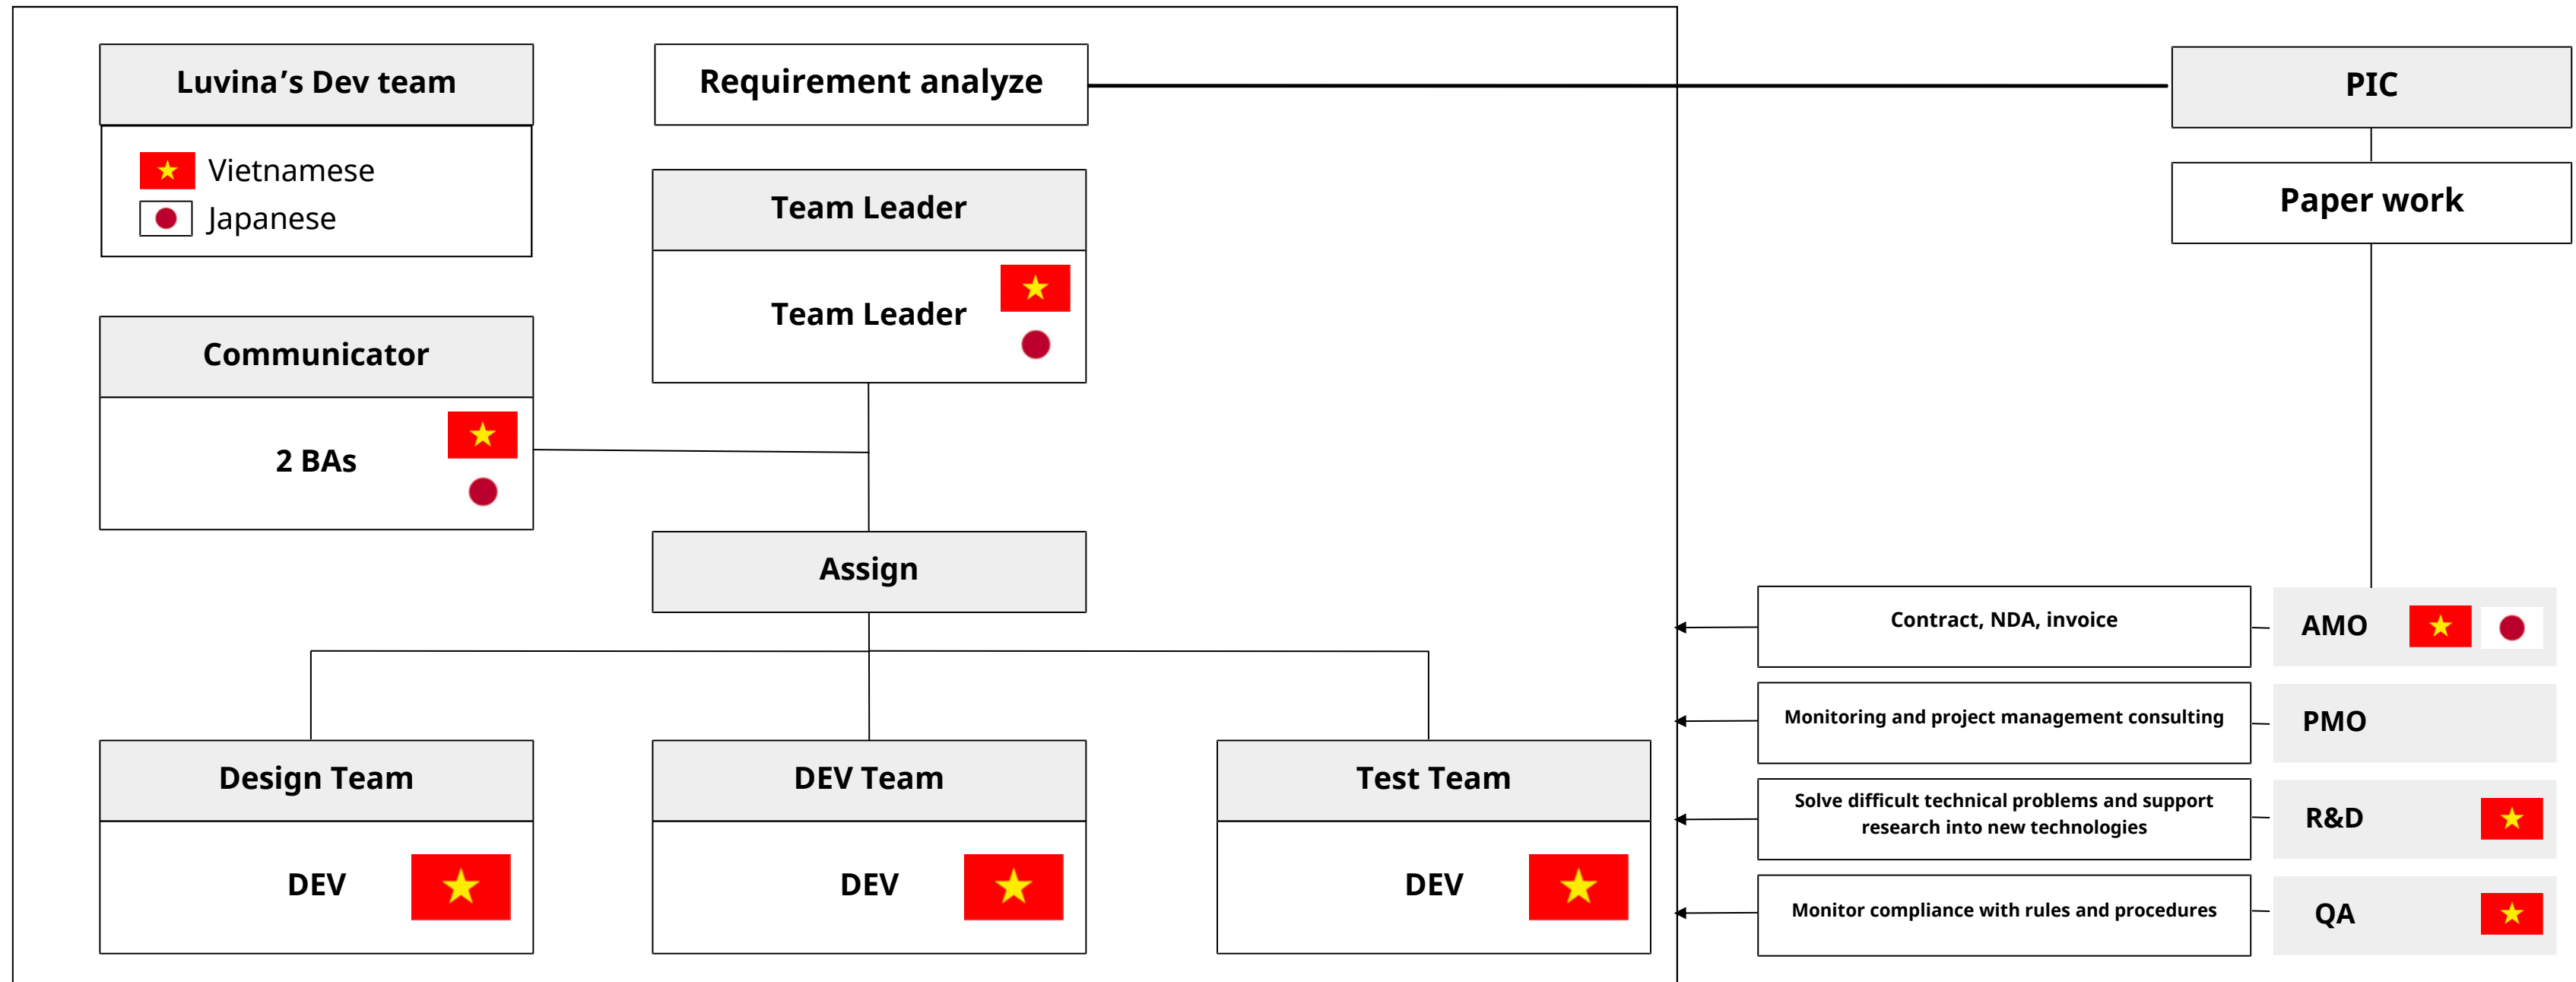 Luvina’s Dev team
Vietnamese
Japanese
Requirement analyze
PIC
Paper work
Team Leader
Team Leader
Communicator
2 BAs
Assign
Design Team
DEV
DEV Team
DEV
Test Team
DEV
Contract, NDA, invoice
AMO
Monitoring and project management consulting
PMO
Solve difficult technical problems and support
research into new technologies
R&D
Monitor compliance with rules and procedures
QA